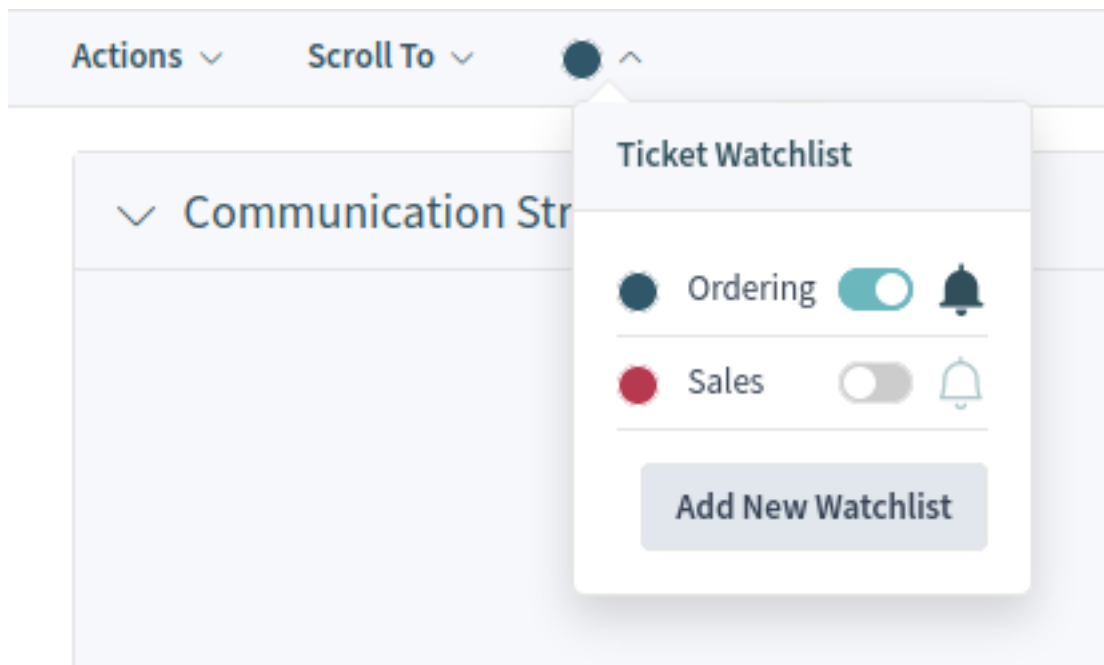 Actions
Scroll To
Ticket Watchlist
Communication Str
Ordering
Sales
Add New Watchlist